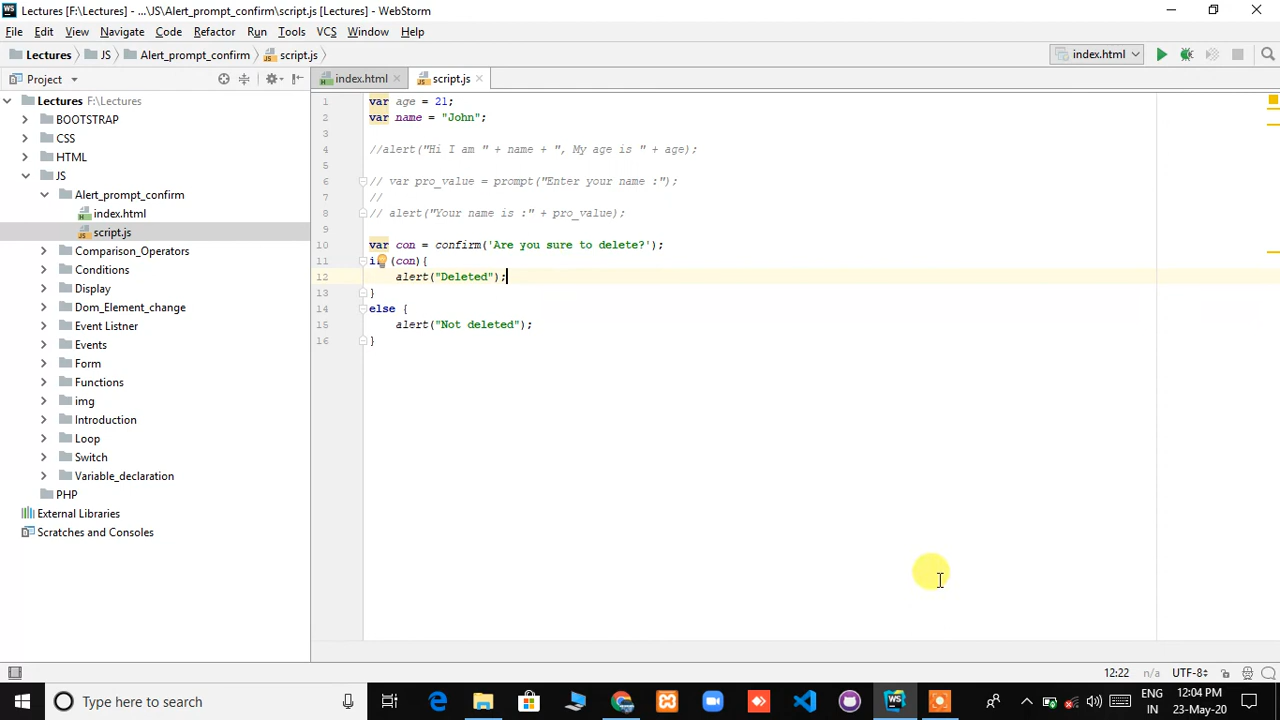 Lectures [F:\Lectures] - ...\JS\Alert_prompt_confirm\script.js [Lectures] - WebStorm
File Edit View Navigate Code Refactor Run Tools VCS Window Help
Lectures JS Alert_prompt_confirm script.js index.html
Project index.html script.js
Lectures F:\Lectures
BOOTSTRAP
CSS
HTML
JS
Alert_prompt_confirm
index.html
script.js
Comparison_Operators
Conditions
Display
Dom_Element_change
Event Listner
Events
Form
Functions
img
Introduction
Loop
Switch
Variable_declaration
PHP
External Libraries
Scratches and Consoles
1 var age = 21;
2 var name = "John";
3
4 //alert("Hi I am " + name + ", My age is " + age);
5
6 // var pro_value = prompt("Enter your name :");
7 //
8 // alert("Your name is :" + pro_value);
9
10 var con = confirm('Are you sure to delete?');
11 i (con){
12 alert("Deleted");
13 }
14 else {
15 alert("Not deleted");
16 }
12:22 n/a UTF-8
Type here to search
ENG 12:04 PM
IN 23-May-20